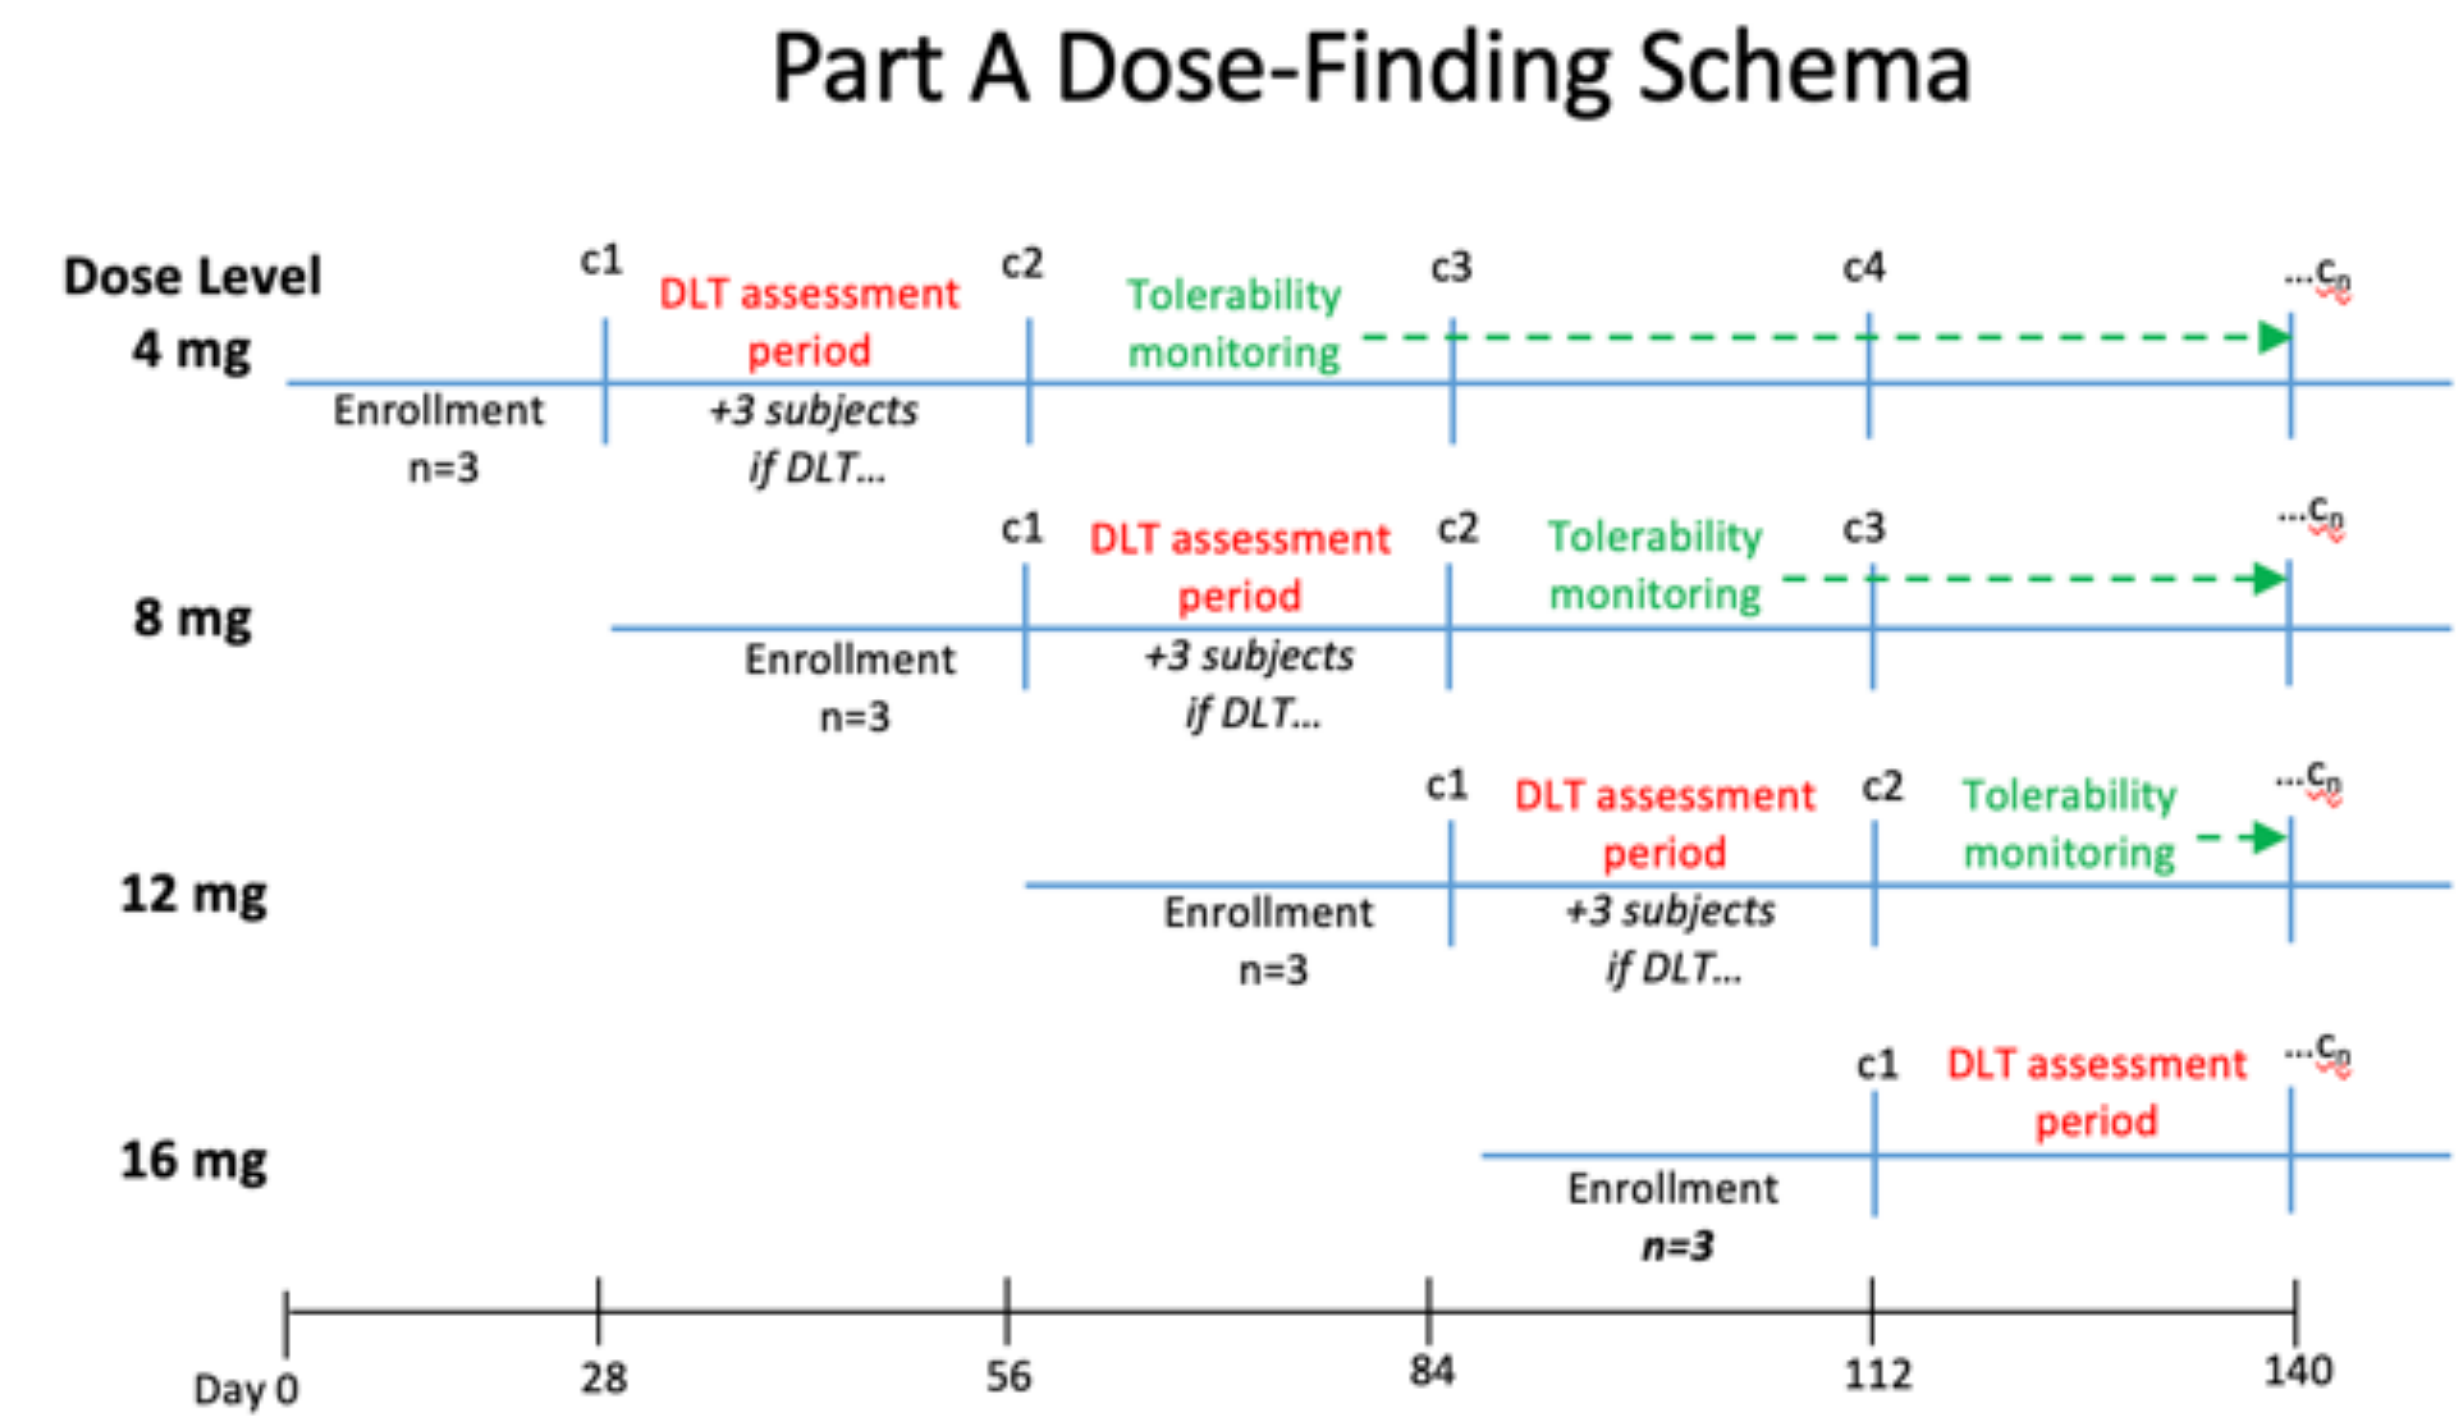 Part A Dose-Finding Schema
Dose Level
4 mg
c1
DLT assessment
period
c2
Tolerability
monitoring
c3
c4
...cn
Enrollment
n=3
+3 subjects
if DLT...
8 mg
c1
DLT assessment
period
c2
Tolerability
monitoring
c3
...cn
Enrollment
n=3
+3 subjects
if DLT...
12 mg
c1
DLT assessment
period
c2
Tolerability
monitoring
...cn
Enrollment
n=3
+3 subjects
if DLT...
16 mg
c1
DLT assessment
period
...cn
Enrollment
n=3
Day 0
28
56
84
112
140